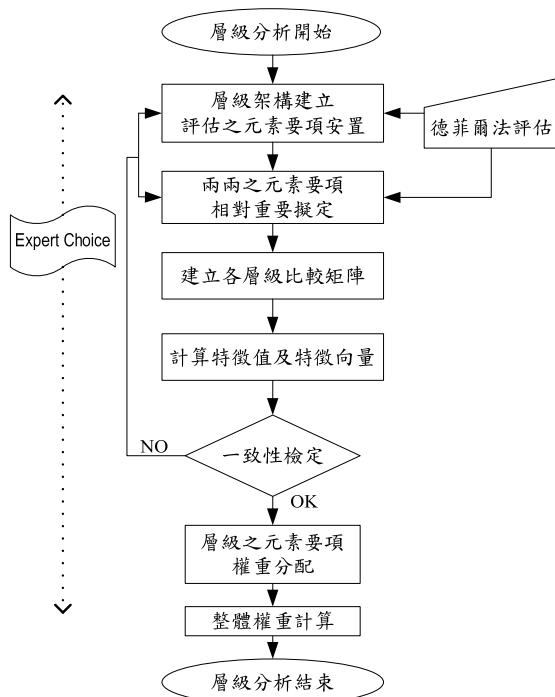 層級分析開始
層級架構建立
評估之元素要項安置
德菲爾法評估
兩兩之元素要項
相對重要擬定
Expert Choice
建立各層級比較矩陣
計算特徵值及特徵向量
NO
一致性檢定
OK
層級之元素要項
權重分配
整體權重計算
層級分析結束